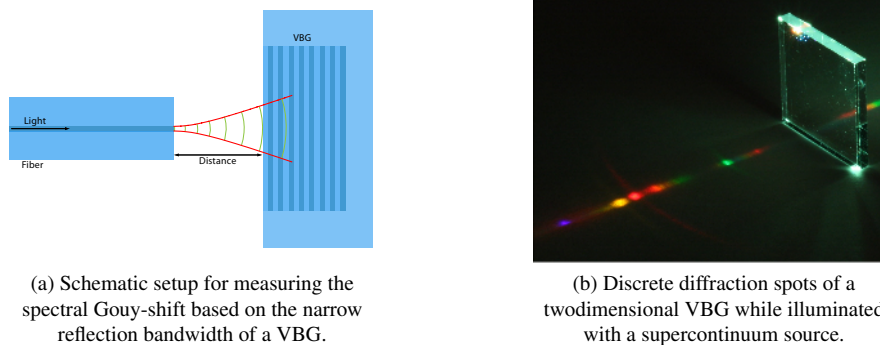 VBG
Light
Distance
Fiber
(a) Schematic setup for measuring the
spectral Gouy-shift based on the narrow
reflection bandwidth of a VBG.
(b) Discrete diffraction spots of a
twodimensional VBG while illuminated
with a supercontinuum source.